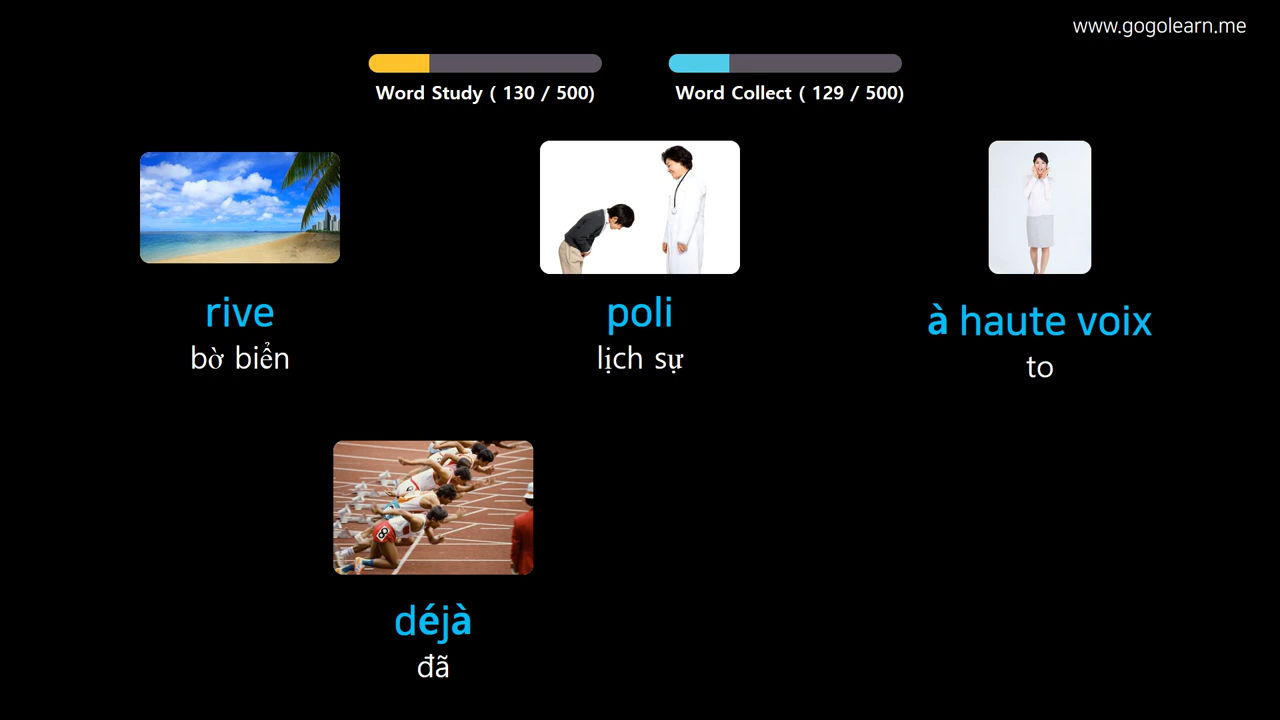 www.gogolearn.me
Word Study ( 130 / 500)
Word Collect ( 129 / 500)
rive
bờ biển
poli
lịch sự
à haute voix
to
déjà
đã